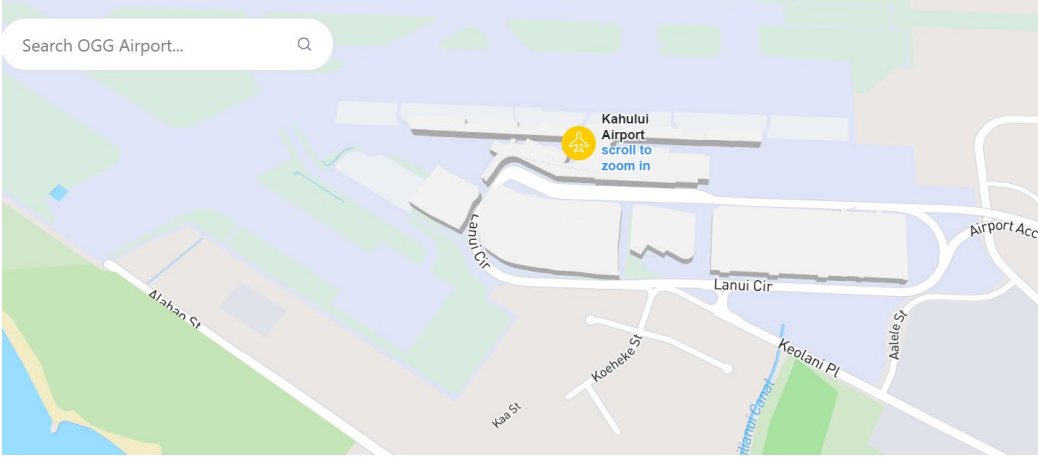 Search OGG Airport...
Kahului
Airport
scroll to
zoom in
Airport Acc
Lanui Cir
Lanui Cir
Alahao St
Aalele St
Keolani Pl
Koeheke St
Kaa St
Canal